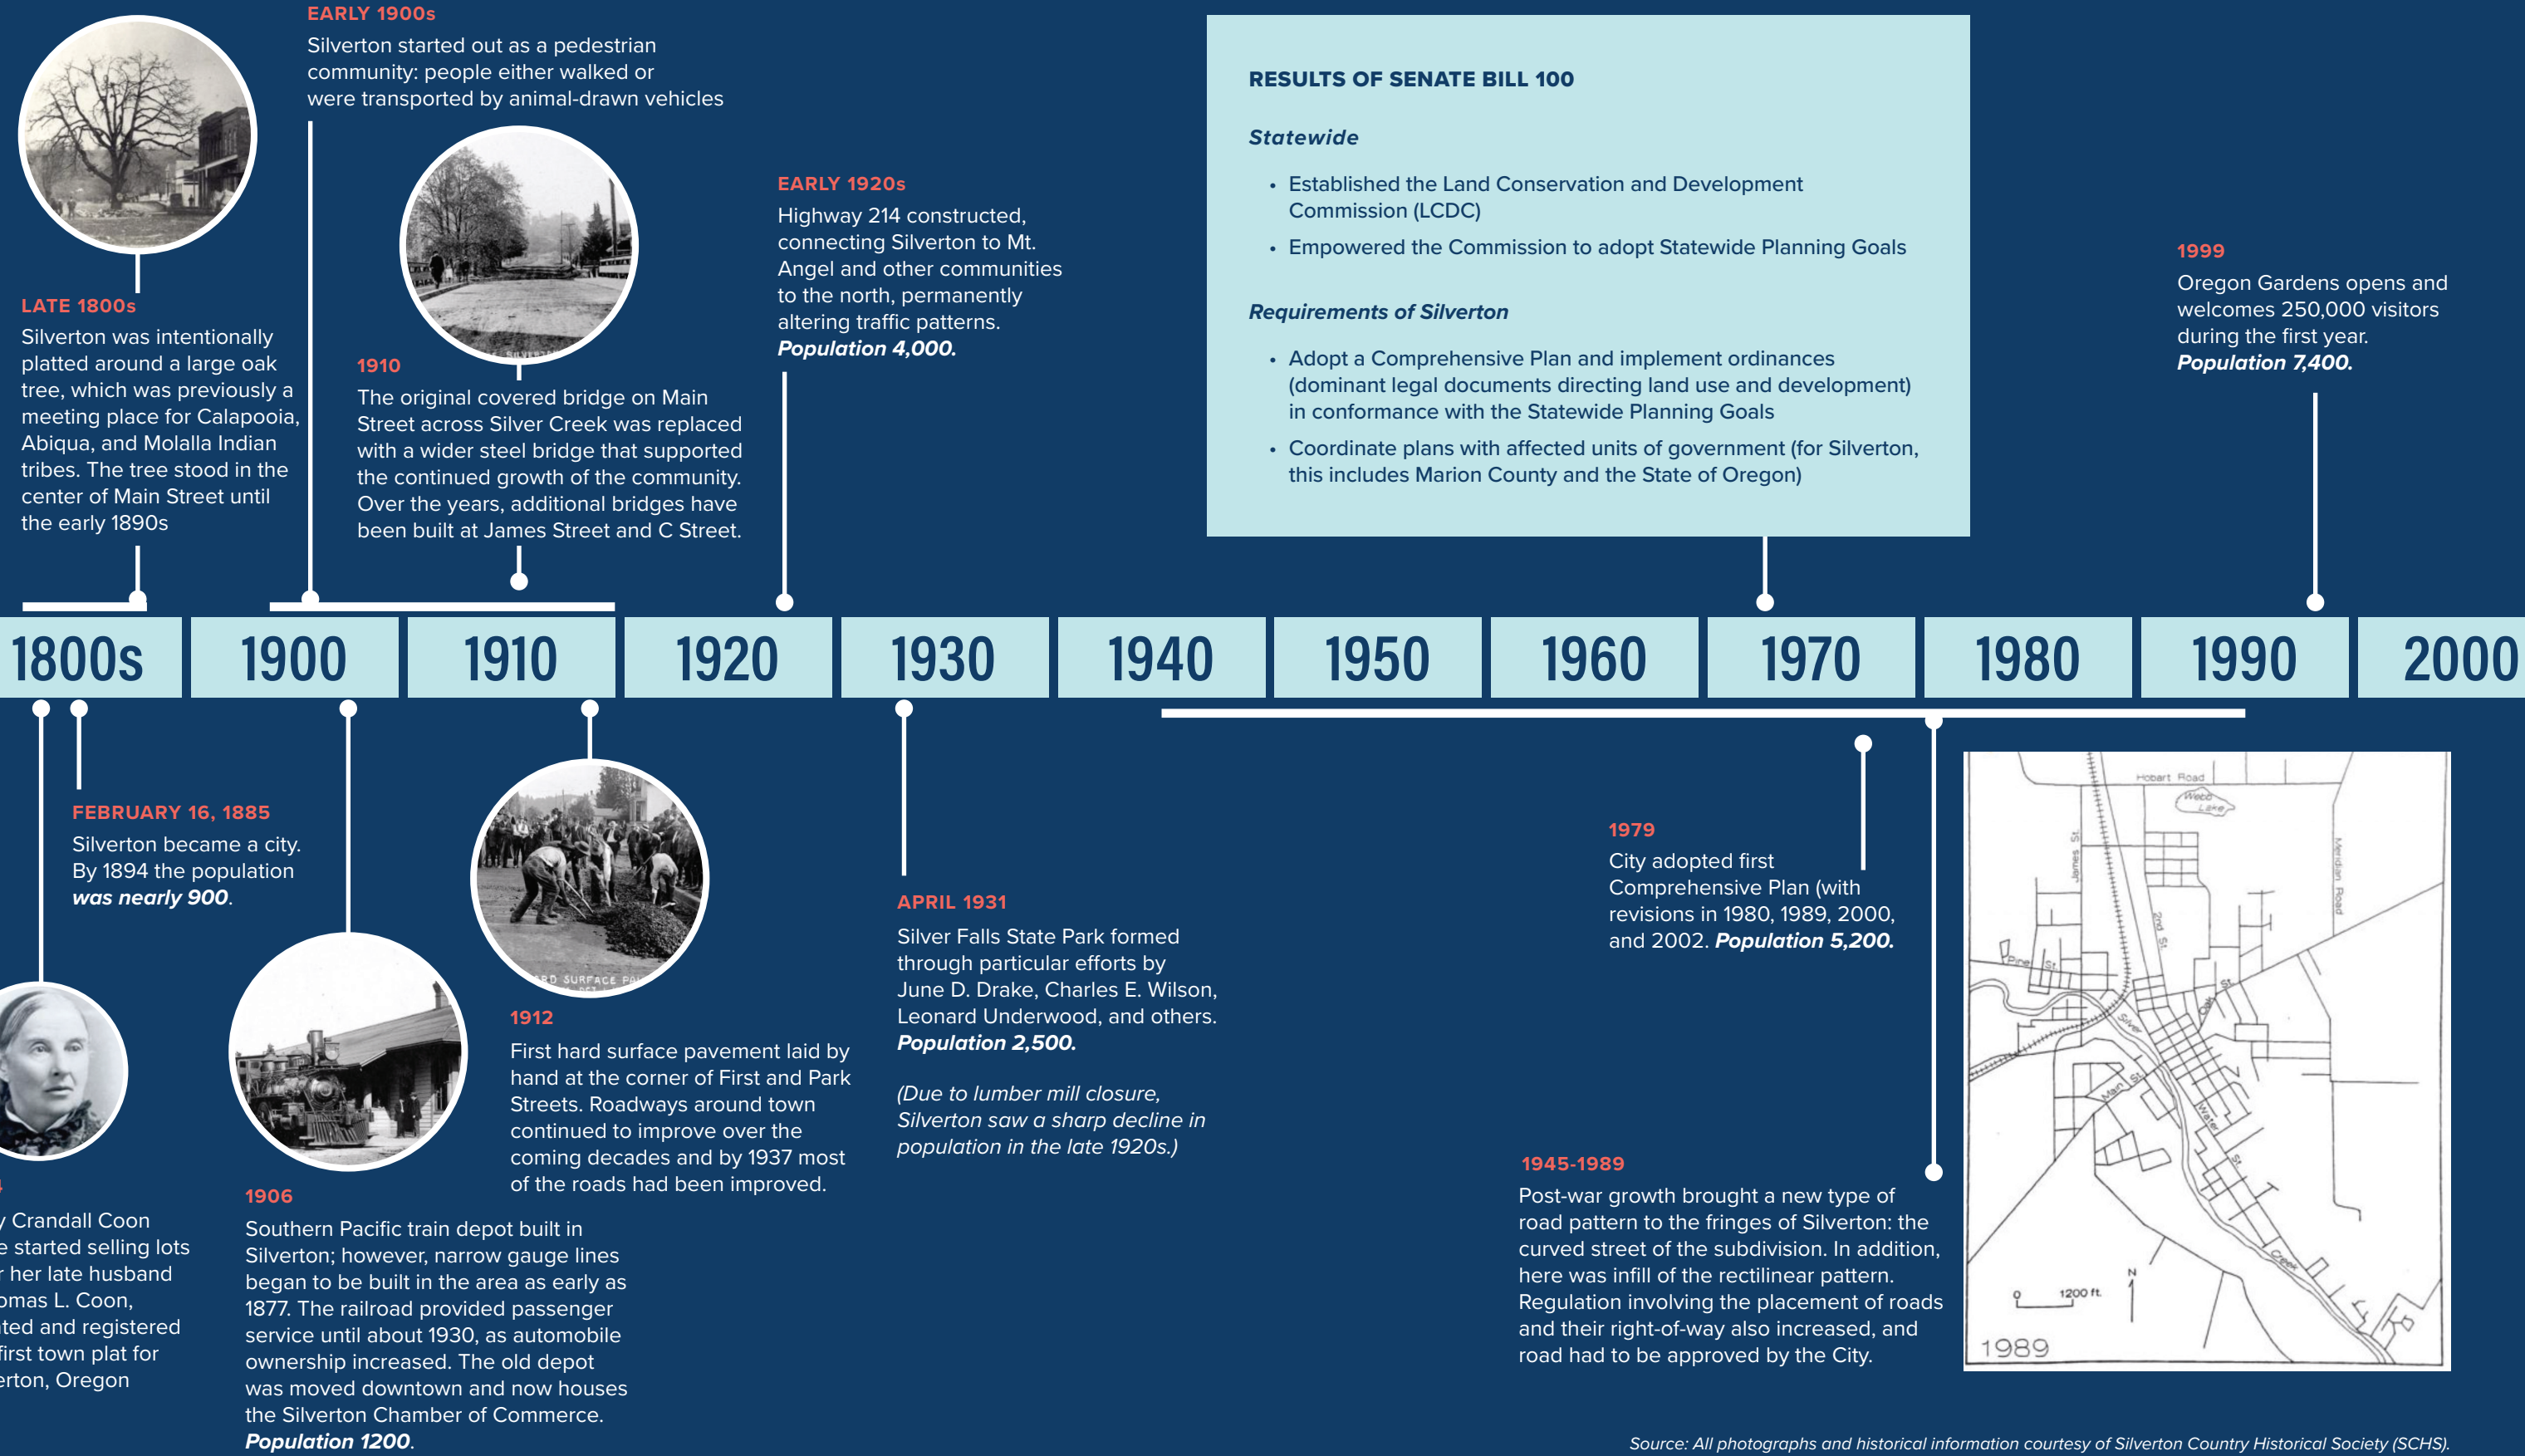 EARLY 1900s
Silverton started out as a pedestrian
community: people either walked or
were transported by animal-drawn vehicles
LATE 1800s
Silverton was intentionally
platted around a large oak
tree, which was previously a
meeting place for Calapooia,
Abiqua, and Molalla Indian
tribes. The tree stood in the
center of Main Street until
the early 1890s
1910
The original covered bridge on Main
Street across Silver Creek was replaced
with a wider steel bridge that supported
the continued growth of the community.
Over the years, additional bridges have
been built at James Street and C Street.
EARLY 1920s
Highway 214 constructed,
connecting Silverton to Mt.
Angel and other communities
to the north, permanently
altering traffic patterns.
Population 4,000.
RESULTS OF SENATE BILL 100
Statewide
• Established the Land Conservation and Development
Commission (LCDC)
• Empowered the Commission to adopt Statewide Planning Goals
Requirements of Silverton
• Adopt a Comprehensive Plan and implement ordinances
(dominant legal documents directing land use and development)
in conformance with the Statewide Planning Goals
• Coordinate plans with affected units of government (for Silverton,
this includes Marion County and the State of Oregon)
1999
Oregon Gardens opens and
welcomes 250,000 visitors
during the first year.
Population 7,400.
1800s 1900 1910 1920 1930 1940 1950 1960 1970 1980 1990 2000
FEBRUARY 16, 1885
Silverton became a city.
By 1894 the population
was nearly 900.
Crandall Coon
started selling lots
her late husband
L. Coon,
and registered
first town plat for
Oregon
1906
Southern Pacific train depot built in
Silverton; however, narrow gauge lines
began to be built in the area as early as
1877. The railroad provided passenger
service until about 1930, as automobile
ownership increased. The old depot
was moved downtown and now houses
the Silverton Chamber of Commerce.
Population 1200.
SURFACE
1912
First hard surface pavement laid by
hand at the corner of First and Park
Streets. Roadways around town
continued to improve over the
coming decades and by 1937 most
of the roads had been improved.
APRIL 1931
Silver Falls State Park formed
through particular efforts by
June D. Drake, Charles E. Wilson,
Leonard Underwood, and others.
Population 2,500.
(Due to lumber mill closure,
Silverton saw a sharp decline in
population in the late 1920s.)
1979
City adopted first
Comprehensive Plan (with
revisions in 1980, 1989, 2000,
and 2002. Population 5,200.
1945-1989
Post-war growth brought a new type of
road pattern to the fringes of Silverton: the
curved street of the subdivision. In addition,
here was infill of the rectilinear pattern.
Regulation involving the placement of roads
and their right-of-way also increased, and
road had to be approved by the City.
Hobart Road
Webb
Lake
James St.
Meridian Road
2nd St.
Pine St.
Oak St.
Silver
Main St.
Water
St.
Creek
N
1200 ft.
1989
Source: All photographs and historical information courtesy of Silverton Country Historical Society (SCHS).